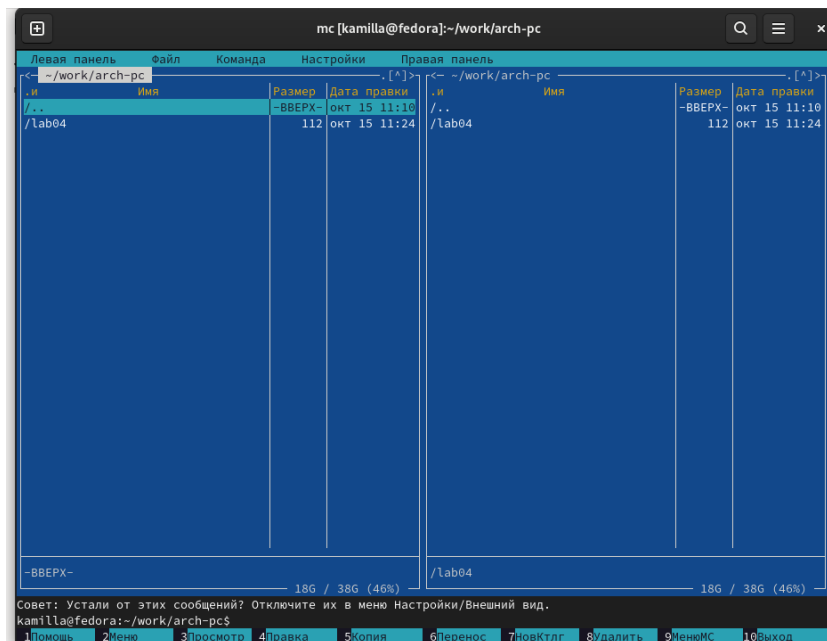 mc [kamilla@fedora]:~/work/arch-pc
Левая панель Файл Команда Настройки Правая панель
<— ~/work/arch-pc .[^]> <— ~/work/arch-pc .[^]>
.и Имя Размер Дата правки .и Имя Размер Дата правки
/.. -ВВЕРХ- окт 15 11:10 /.. -ВВЕРХ- окт 15 11:10
/lab04 112 окт 15 11:24 /lab04 112 окт 15 11:24
-ВВЕРХ- /lab04
18G / 38G (46%) 18G / 38G (46%)
Совет: Устали от этих сообщений? Отключите их в меню Настройки/Внешний вид.
kamilla@fedora:~/work/arch-pc$
1Помощь 2Меню 3Просмотр 4Правка 5Копия 6Перенос 7НовКтлг 8Удалить 9МенюМС 10Выход